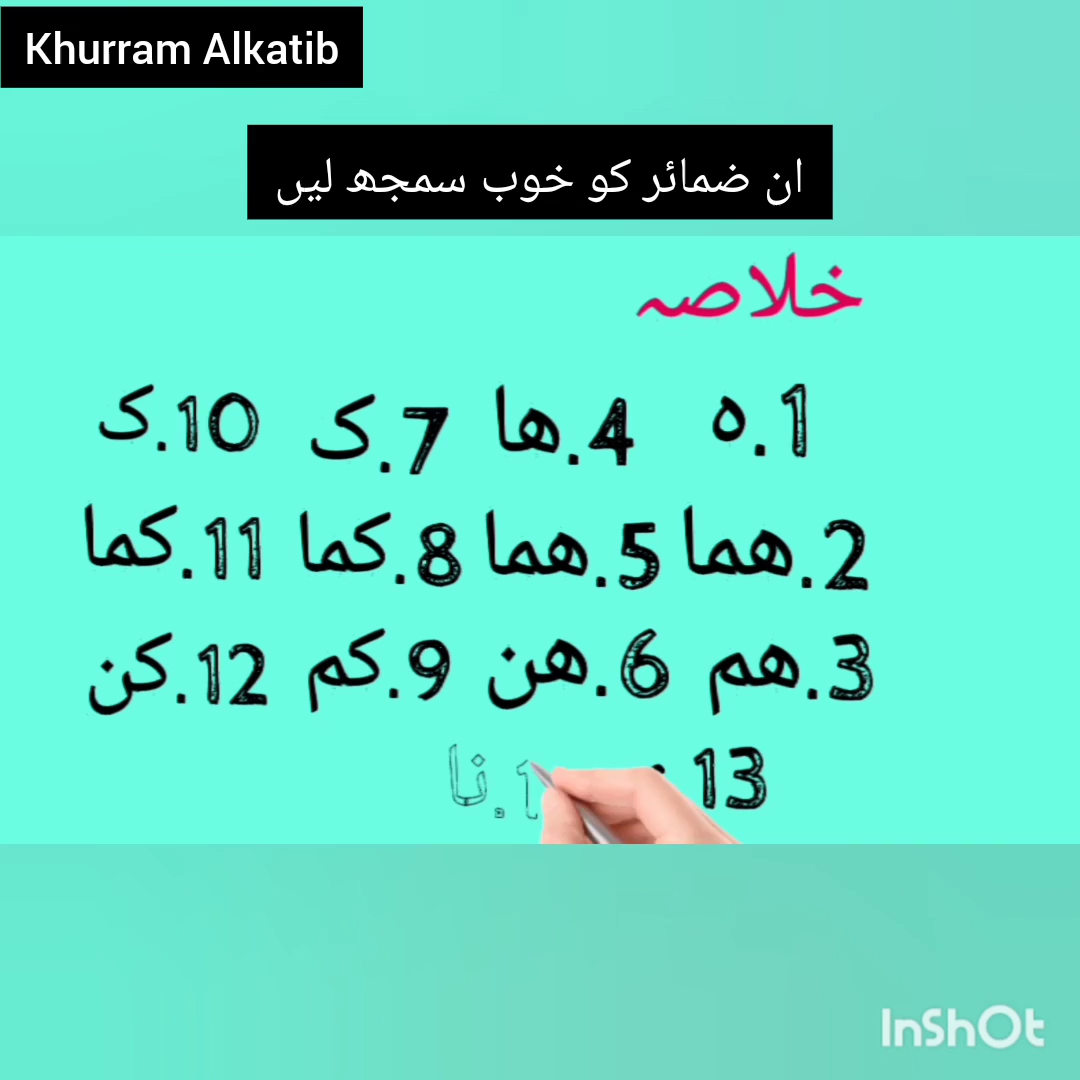 Khurram Alkatib
ان ضمائر کو خوب سمجھ لیں
خلاصہ
1.ہ 4.ھا 7.ک 10.ک
2.ھما 5.ھما 8.کما 11.کما
3.ھم 6.ھن 9.کم 12.کن
13. نا
InShOt